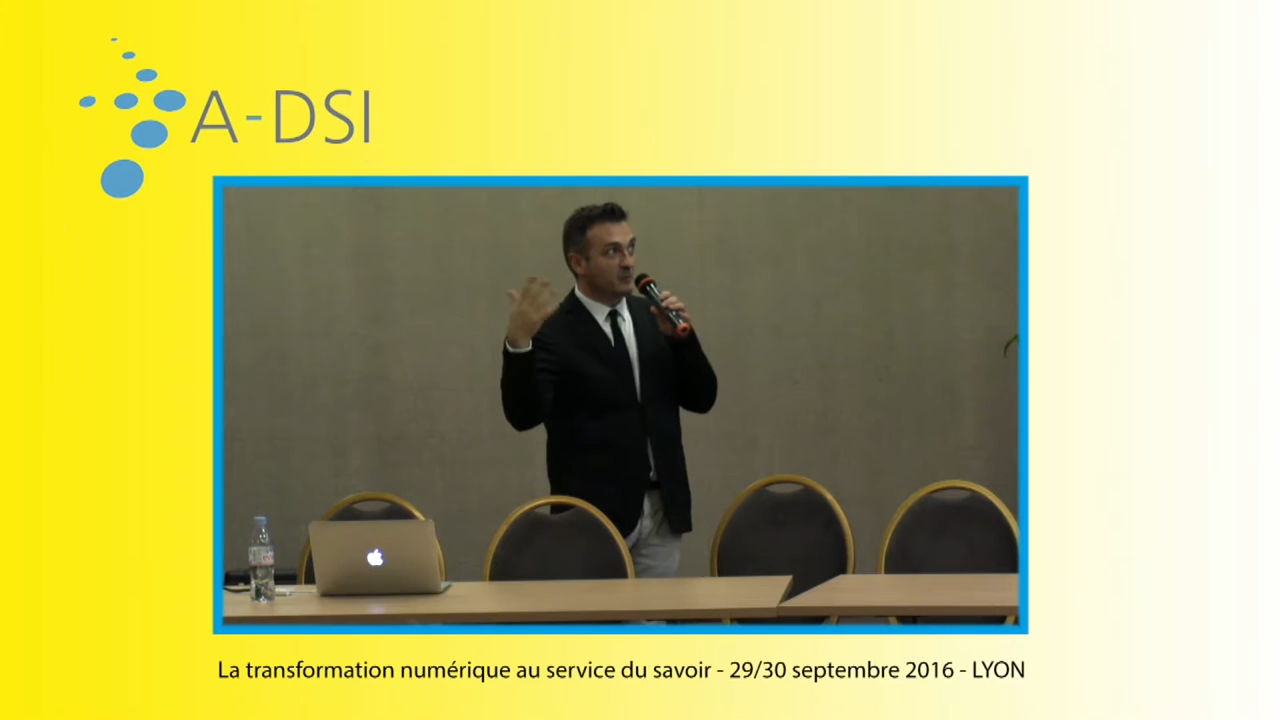 A-DSI
La transformation numérique au service du savoir - 29/30 septembre 2016 - LYON